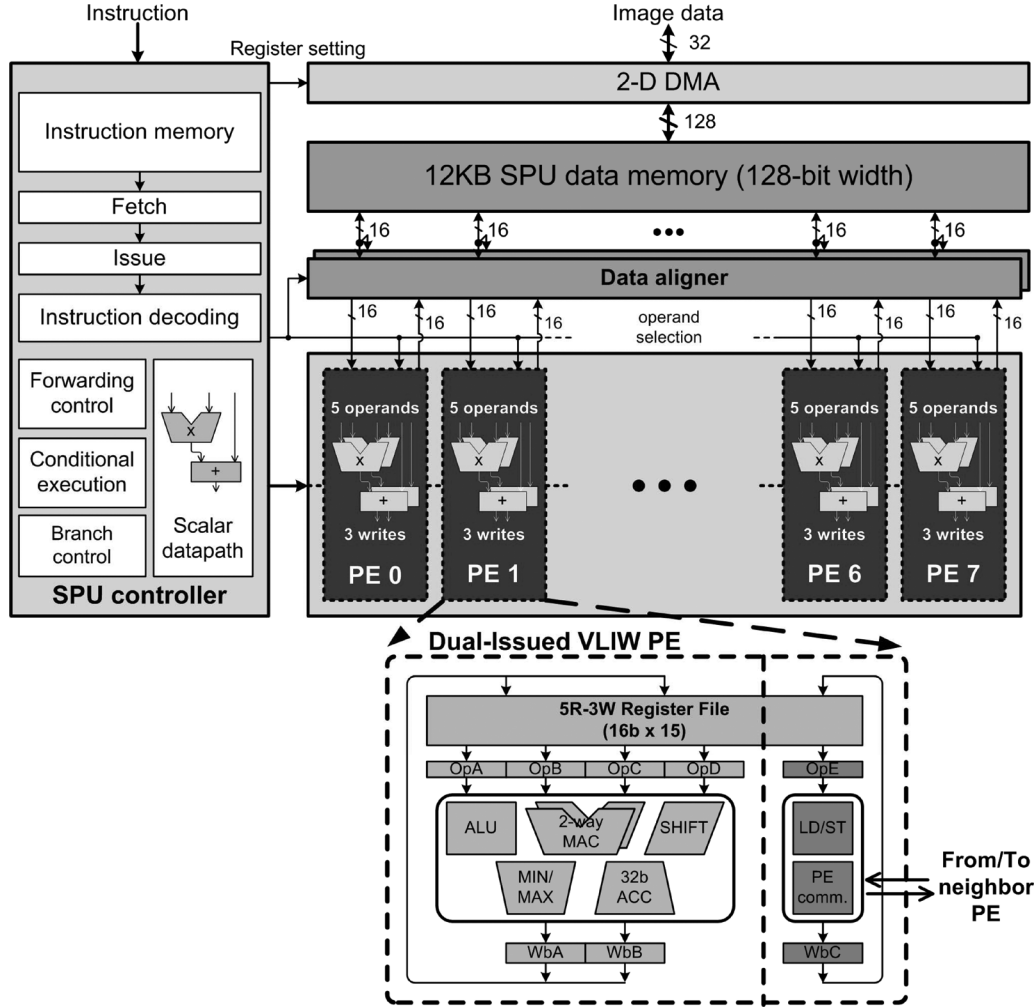 Instruction
Image data
Register setting
32
2-D DMA
Instruction memory
128
12KB SPU data memory (128-bit width)
Fetch
16 16 ••• 16 16
Issue
Data aligner
Instruction decoding
16 16 16 16 16 16 16 16
operand
selection
Forwarding
control
x
+
Conditional
execution
Branch
control
Scalar
datapath
SPU controller
5 operands 5 operands 5 operands 5 operands
x x x x
+ + • • • + +
3 writes 3 writes 3 writes 3 writes
PE 0 PE 1 PE 6 PE 7
Dual-Issued VLIW PE
5R-3W Register File
(16b x 15)
OpA OpB OpC OpD OpE
ALU
2-way
MAC
SHIFT
LD/ST
MIN/
MAX
32b
ACC
PE
comm.
From/To
neighbor
PE
WbA WbB WbC